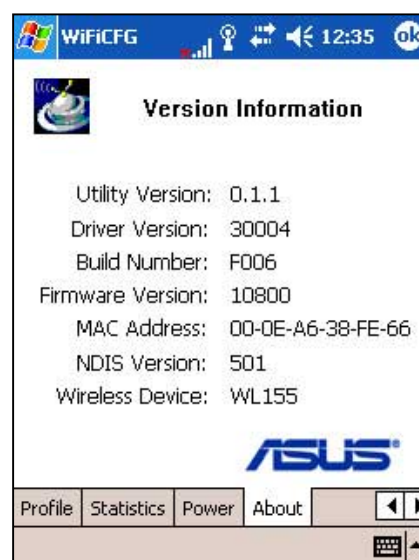 WiFiCFG 12:35 ok
Version Information
Utility Version: 0.1.1
Driver Version: 30004
Build Number: F006
Firmware Version: 10800
MAC Address: 00-0E-A6-38-FE-66
NDIS Version: 501
Wireless Device: WL155
ASUS
Profile Statistics Power About